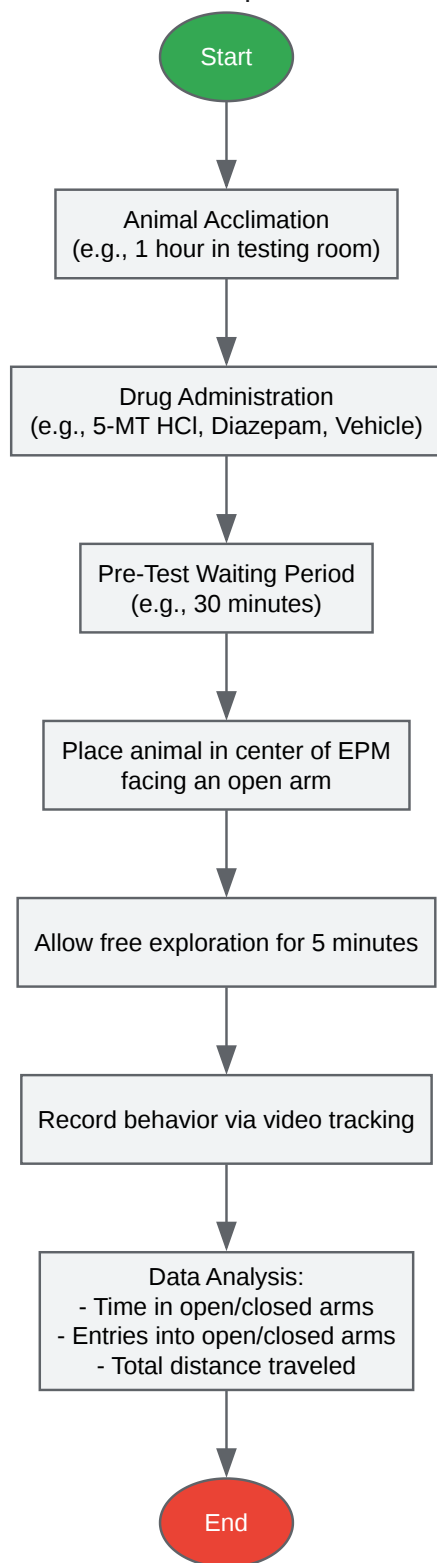 Start
Animal Acclimation
(e.g., 1 hour in testing room)
Drug Administration
(e.g., 5-MT HCl, Diazepam, Vehicle)
Pre-Test Waiting Period
(e.g., 30 minutes)
Place animal in center of EPM
facing an open arm
Allow free exploration for 5 minutes
Record behavior via video tracking
Data Analysis:
- Time in open/closed arms
- Entries into open/closed arms
- Total distance traveled
End